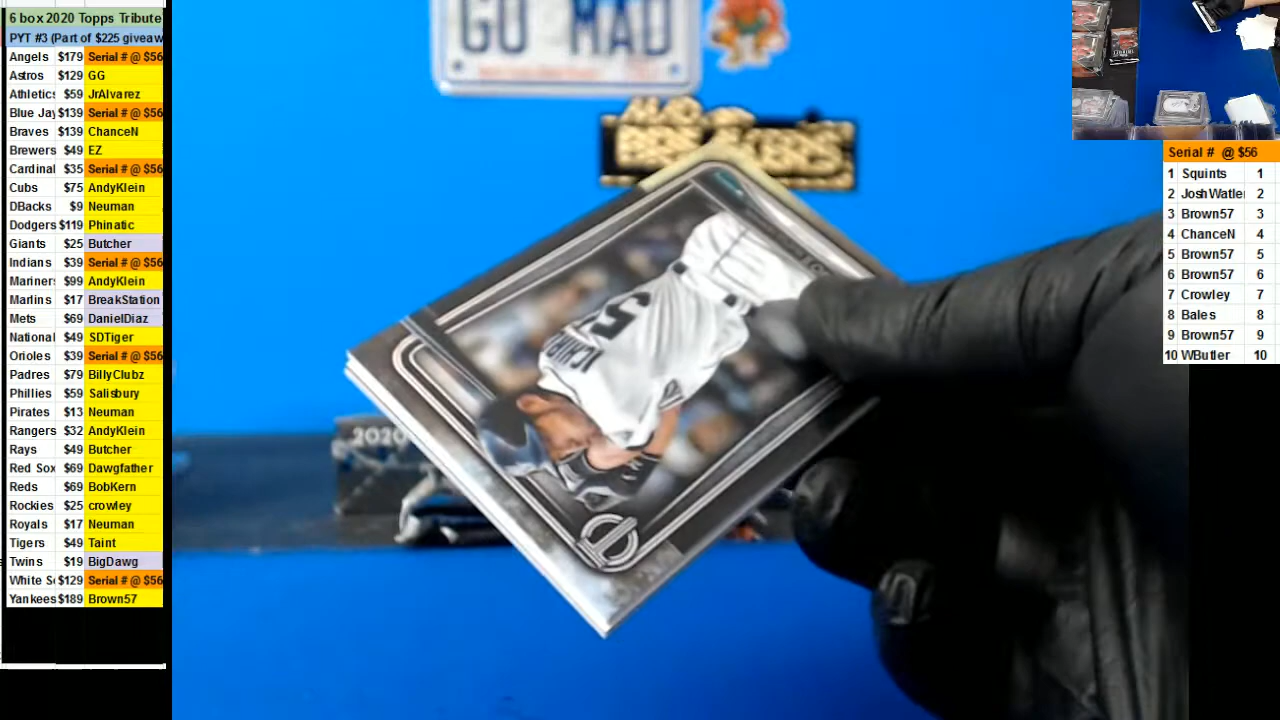 6 box 2020 Topps Tribute
PYT #3 (Part of $225 giveaw
Angels $179 Serial # @ $56
Astros $129 GG
Athletics $59 JrAlvarez
Blue Jay $139 Serial # @ $56
Braves $139 ChanceN
Brewers $49 EZ
Cardinal $35 Serial # @ $56
Cubs $75 AndyKlein
DBacks $9 Neuman
Dodgers $119 Phinatic
Giants $25 Butcher
Indians $39 Serial # @ $56
Mariners $99 AndyKlein
Marlins $17 BreakStation
Mets $69 DanielDiaz
National $49 SDTiger
Orioles $39 Serial # @ $56
Padres $79 BillyClubz
Phillies $59 Salisbury
Pirates $13 Neuman
Rangers $32 AndyKlein
Rays $49 Butcher
Red Sox $69 Dawgfather
Reds $69 BobKern
Rockies $25 crowley
Royals $17 Neuman
Tigers $49 Taint
Twins $19 BigDawg
White S $129 Serial # @ $56
Yankees $189 Brown57
GO MAD
BREAKERS
2020
51
Serial # @ $56
1 Squints 1
2 JoshWatle 2
3 Brown57 3
4 ChanceN 4
5 Brown57 5
6 Brown57 6
7 Crowley 7
8 Bales 8
9 Brown57 9
10 WButler 10